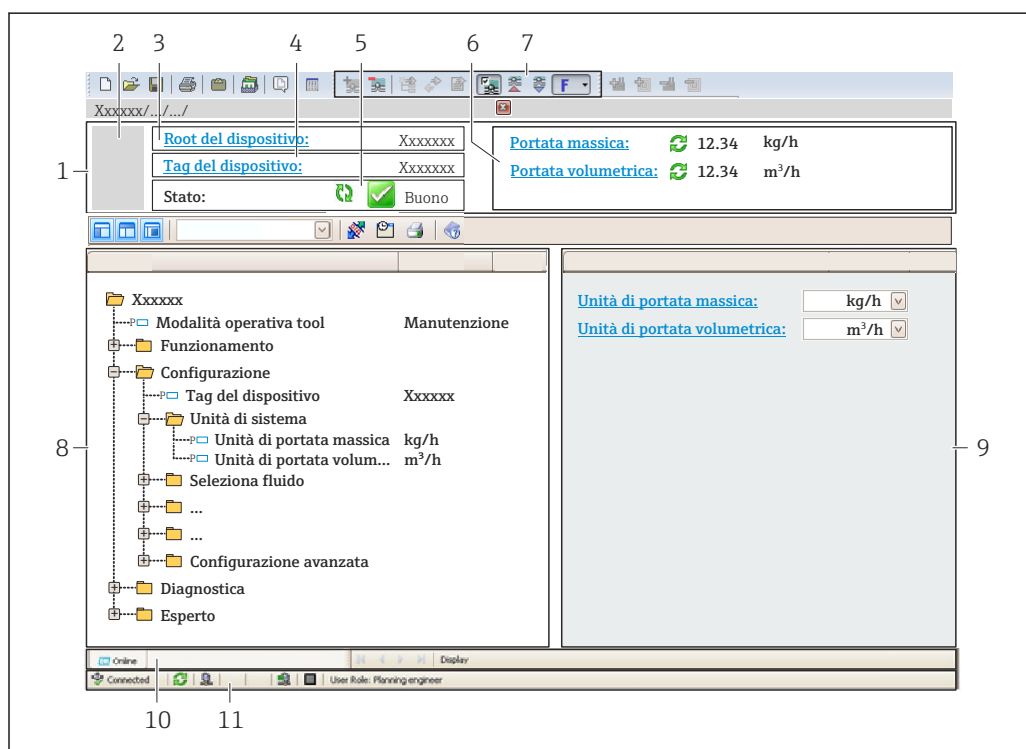 2 3 4 5 6 7
F
Xxxxxx/.../.../
1
Root del dispositivo: Xxxxxxx
Tag del dispositivo: Xxxxxxx
Stato: Buono
Portata massica: 12.34 kg/h
Portata volumetrica: 12.34 m³/h
Xxxxxx
P Modalità operativa tool Manutenzione
Funzionamento
Configurazione
P Tag del dispositivo Xxxxxx
Unità di sistema
P Unità di portata massica kg/h
P Unità di portata volum... m³/h
Seleziona fluido
...
...
Configurazione avanzata
Diagnostica
Esperto
8
Unità di portata massica: kg/h
Unità di portata volumetrica: m³/h
9
Online Display
Connected User Role: Planning engineer
10 11